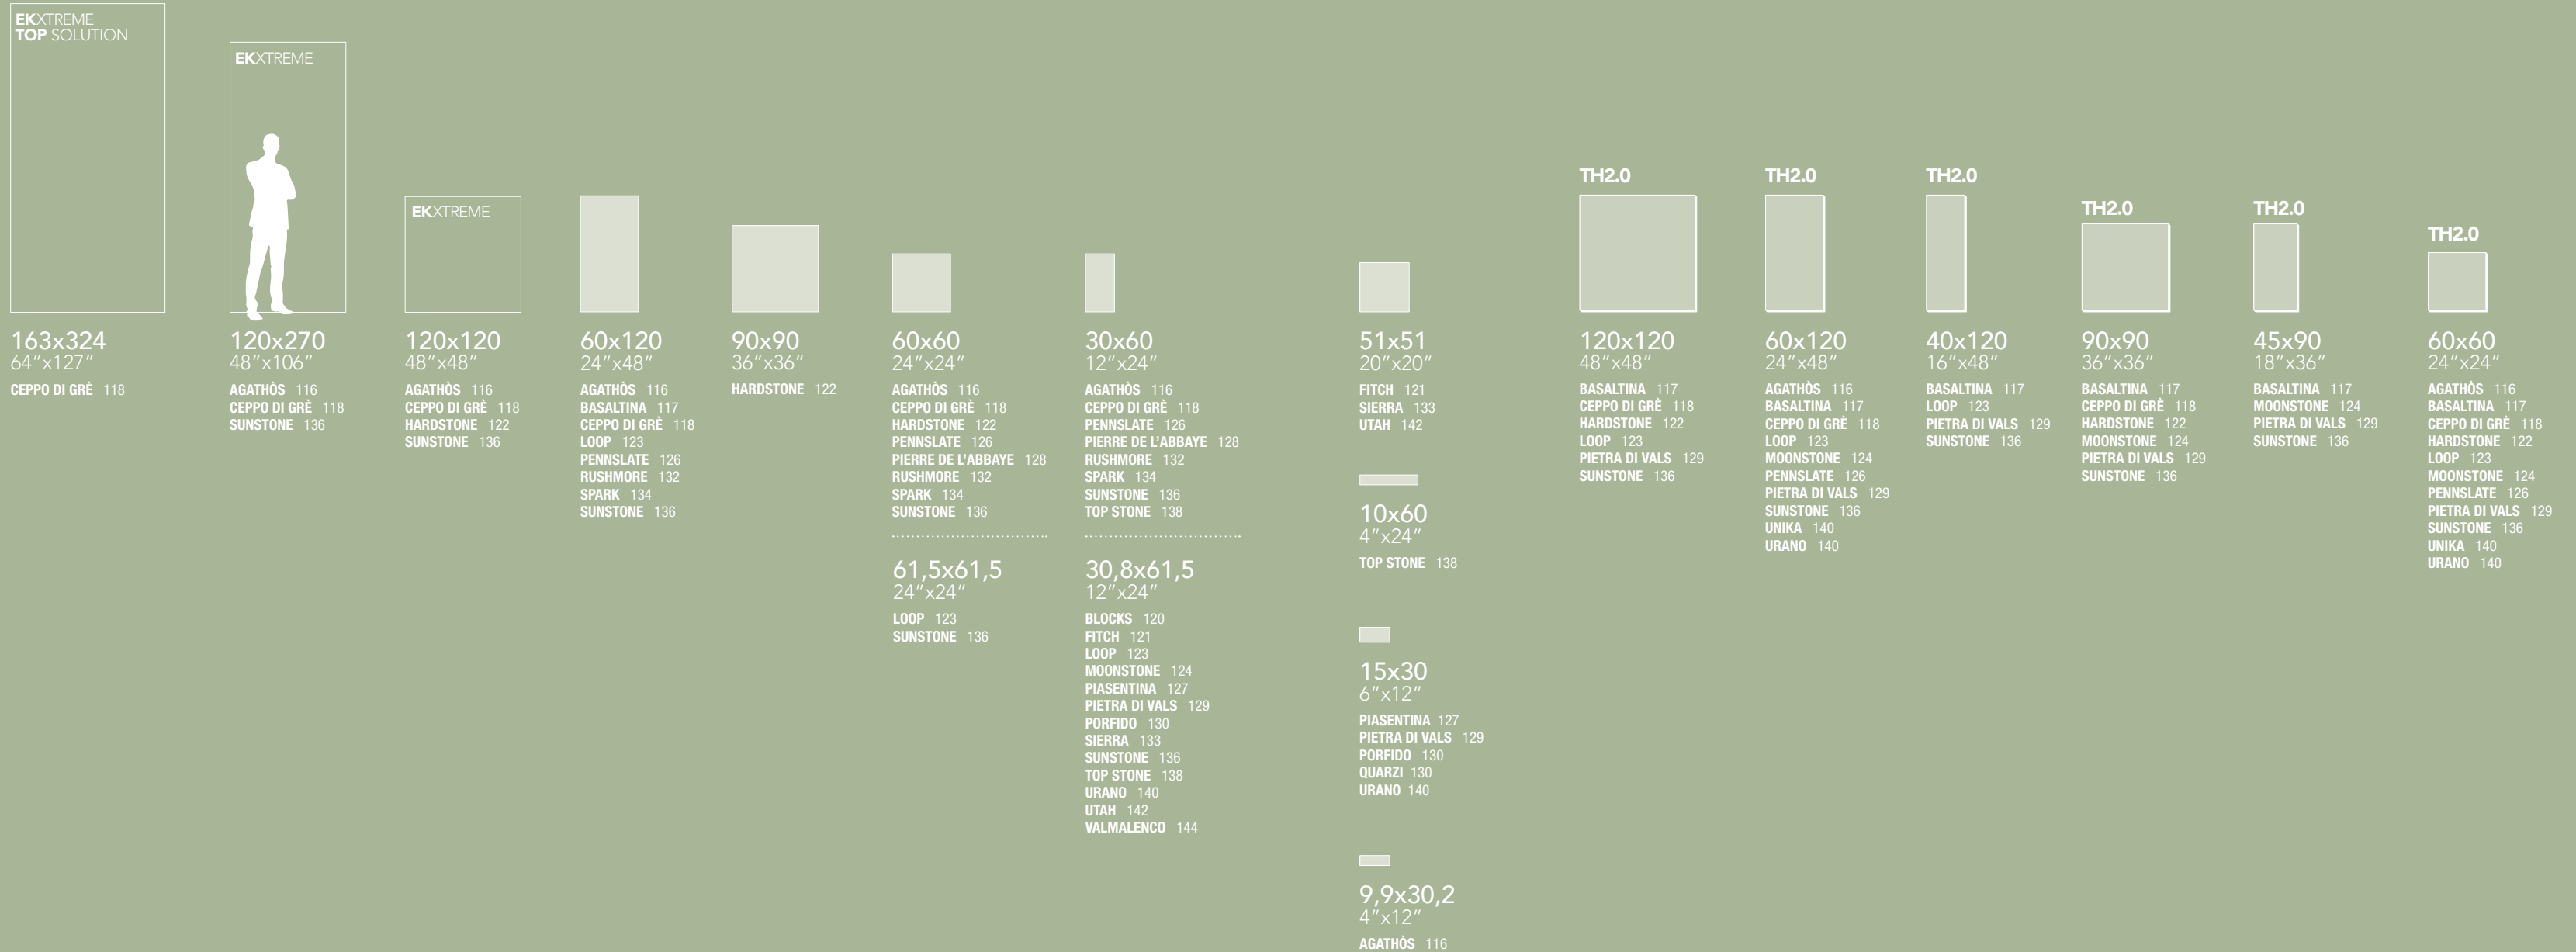 EKXTREME
TOP SOLUTION
163x324
64”x127”
CEPPO DI GRÈ 118
EKXTREME
120x270
48”x106”
AGATHÒS 116
CEPPO DI GRÈ 118
SUNSTONE 136
EKXTREME
120x120
48”x48”
AGATHÒS 116
CEPPO DI GRÈ 118
HARDSTONE 122
SUNSTONE 136
60x120
24”x48”
AGATHÒS 116
BASALTINA 117
CEPPO DI GRÈ 118
LOOP 123
PENNSLATE 126
RUSHMORE 132
SPARK 134
SUNSTONE 136
90x90
36”x36”
HARDSTONE 122
60x60
24”x24”
AGATHÒS 116
CEPPO DI GRÈ 118
HARDSTONE 122
PENNSLATE 126
PIERRE DE L’ABBAYE 128
RUSHMORE 132
SPARK 134
SUNSTONE 136
61,5x61,5
24”x24”
LOOP 123
SUNSTONE 136
30x60
12”x24”
AGATHÒS 116
CEPPO DI GRÈ 118
PENNSLATE 126
PIERRE DE L’ABBAYE 128
RUSHMORE 132
SPARK 134
SUNSTONE 136
TOP STONE 138
30,8x61,5
12”x24”
BLOCKS 120
FITCH 121
LOOP 123
MOONSTONE 124
PIASENTINA 127
PIETRA DI VALS 129
PORFIDO 130
SIERRA 133
SUNSTONE 136
TOP STONE 138
URANO 140
UTAH 142
VALMALENCO 144
51x51
20”x20”
FITCH 121
SIERRA 133
UTAH 142
10x60
4”x24”
TOP STONE 138
15x30
6”x12”
PIASENTINA 127
PIETRA DI VALS 129
PORFIDO 130
QUARZI 130
URANO 140
9,9x30,2
4”x12”
AGATHÒS 116
TH2.0
120x120
48”x48”
BASALTINA 117
CEPPO DI GRÈ 118
HARDSTONE 122
LOOP 123
PIETRA DI VALS 129
SUNSTONE 136
TH2.0
60x120
24”x48”
AGATHÒS 116
BASALTINA 117
CEPPO DI GRÈ 118
LOOP 123
MOONSTONE 124
PENNSLATE 126
PIETRA DI VALS 129
SUNSTONE 136
UNIKA 140
URANO 140
TH2.0
40x120
16”x48”
BASALTINA 117
LOOP 123
PIETRA DI VALS 129
SUNSTONE 136
TH2.0
90x90
36”x36”
BASALTINA 117
CEPPO DI GRÈ 118
HARDSTONE 122
MOONSTONE 124
PIETRA DI VALS 129
SUNSTONE 136
TH2.0
45x90
18”x36”
BASALTINA 117
MOONSTONE 124
PIETRA DI VALS 129
SUNSTONE 136
TH2.0
60x60
24”x24”
AGATHÒS 116
BASALTINA 117
CEPPO DI GRÈ 118
HARDSTONE 122
LOOP 123
MOONSTONE 124
PENNSLATE 126
PIETRA DI VALS 129
SUNSTONE 136
UNIKA 140
URANO 140